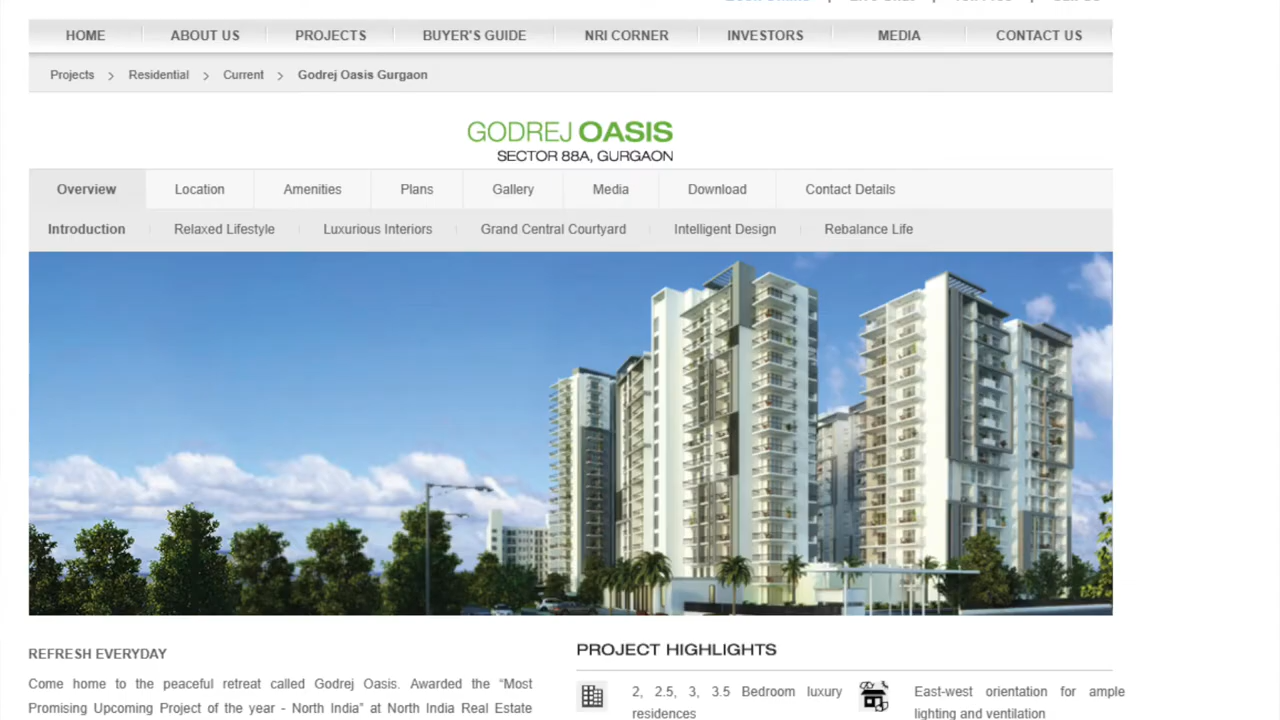 HOME ABOUT US PROJECTS BUYER'S GUIDE NRI CORNER INVESTORS MEDIA CONTACT US
Projects > Residential > Current > Godrej Oasis Gurgaon
GODREJ OASIS
SECTOR 88A, GURGAON
Overview Location Amenities Plans Gallery Media Download Contact Details
Introduction Relaxed Lifestyle Luxurious Interiors Grand Central Courtyard Intelligent Design Rebalance Life
REFRESH EVERYDAY
Come home to the peaceful retreat called Godrej Oasis. Awarded the “Most
Promising Upcoming Project of the year - North India” at North India Real Estate
PROJECT HIGHLIGHTS
2, 2.5, 3, 3.5 Bedroom luxury
residences
East-west orientation for ample
lighting and ventilation